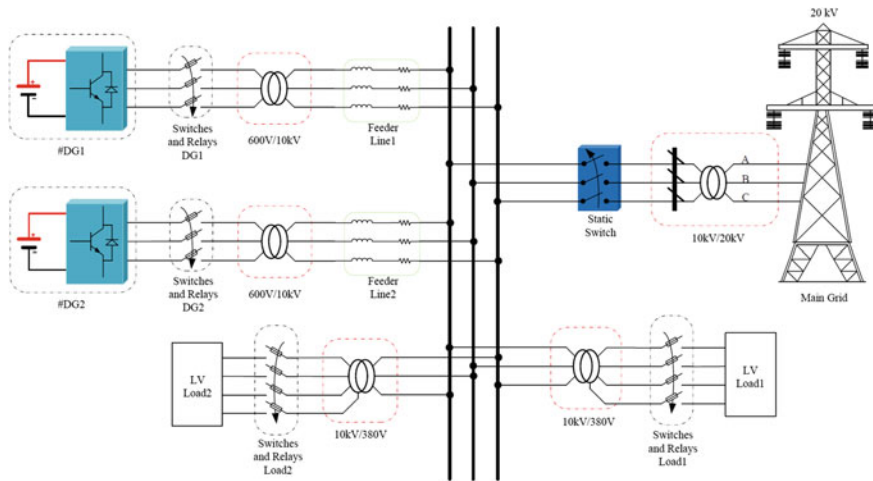 20 kV
#DG1
Switches
and Relays
DG1
600V/10kV
Feeder
Line1
A
B
C
Static
Switch
10kV/20kV
Main Grid
#DG2
Switches
and Relays
DG2
600V/10kV
Feeder
Line2
LV
Load2
Switches
and Relays
Load2
10kV/380V
10kV/380V
Switches
and Relays
Load1
LV
Load1